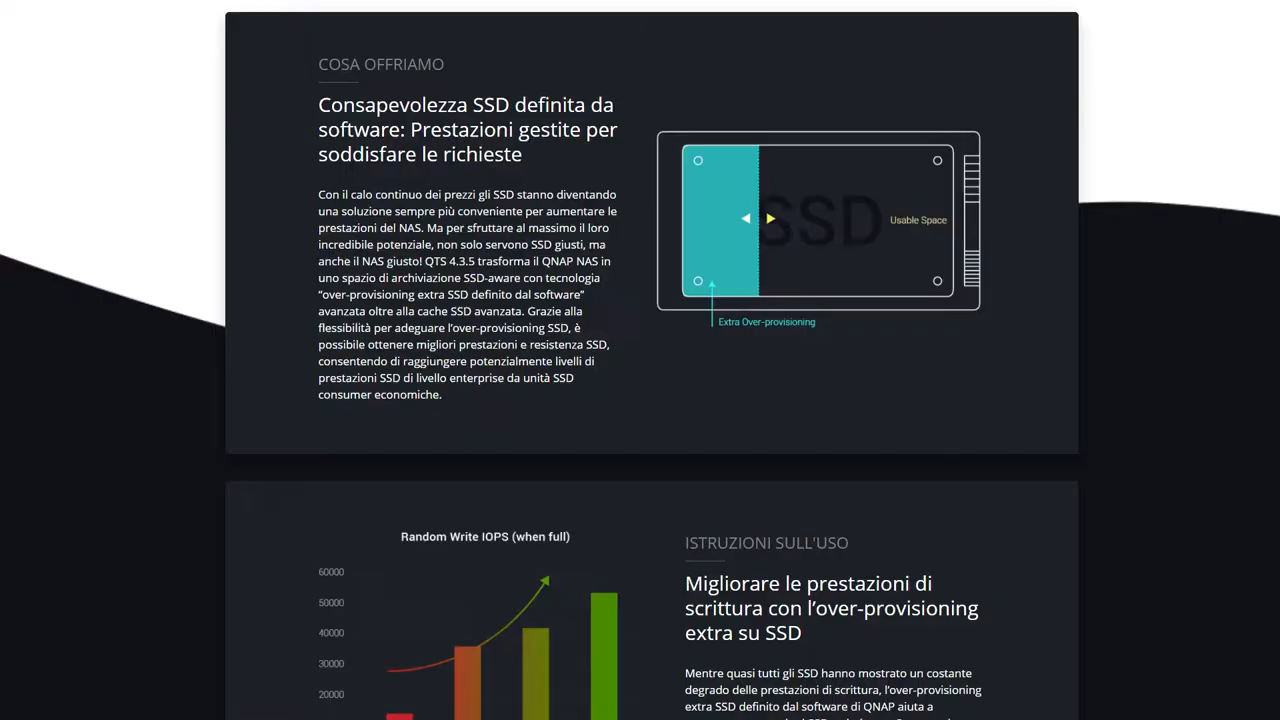 COSA OFFRIAMO
Consapevolezza SSD definita da
software: Prestazioni gestite per
soddisfare le richieste
Con il calo continuo dei prezzi gli SSD stanno diventando
una soluzione sempre più conveniente per aumentare le
prestazioni del NAS. Ma per sfruttare al massimo il loro
incredibile potenziale, non solo servono SSD giusti, ma
anche il NAS giusto! QTS 4.3.5 trasforma il QNAP NAS in
uno spazio di archiviazione SSD-aware con tecnologia
“over-provisioning extra SSD definito dal software”
avanzata oltre alla cache SSD avanzata. Grazie alla
flessibilità per adeguare l’over-provisioning SSD, è
possibile ottenere migliori prestazioni e resistenza SSD,
consentendo di raggiungere potenzialmente livelli di
prestazioni SSD di livello enterprise da unità SSD
consumer economiche.
SSD
Usable Space
Extra Over-provisioning
Random Write IOPS (when full)
60000
50000
40000
30000
20000
ISTRUZIONI SULL'USO
Migliorare le prestazioni di
scrittura con l’over-provisioning
extra su SSD
Mentre quasi tutti gli SSD hanno mostrato un costante
degrado delle prestazioni di scrittura, l’over-provisioning
extra SSD definito dal software di QNAP aiuta a